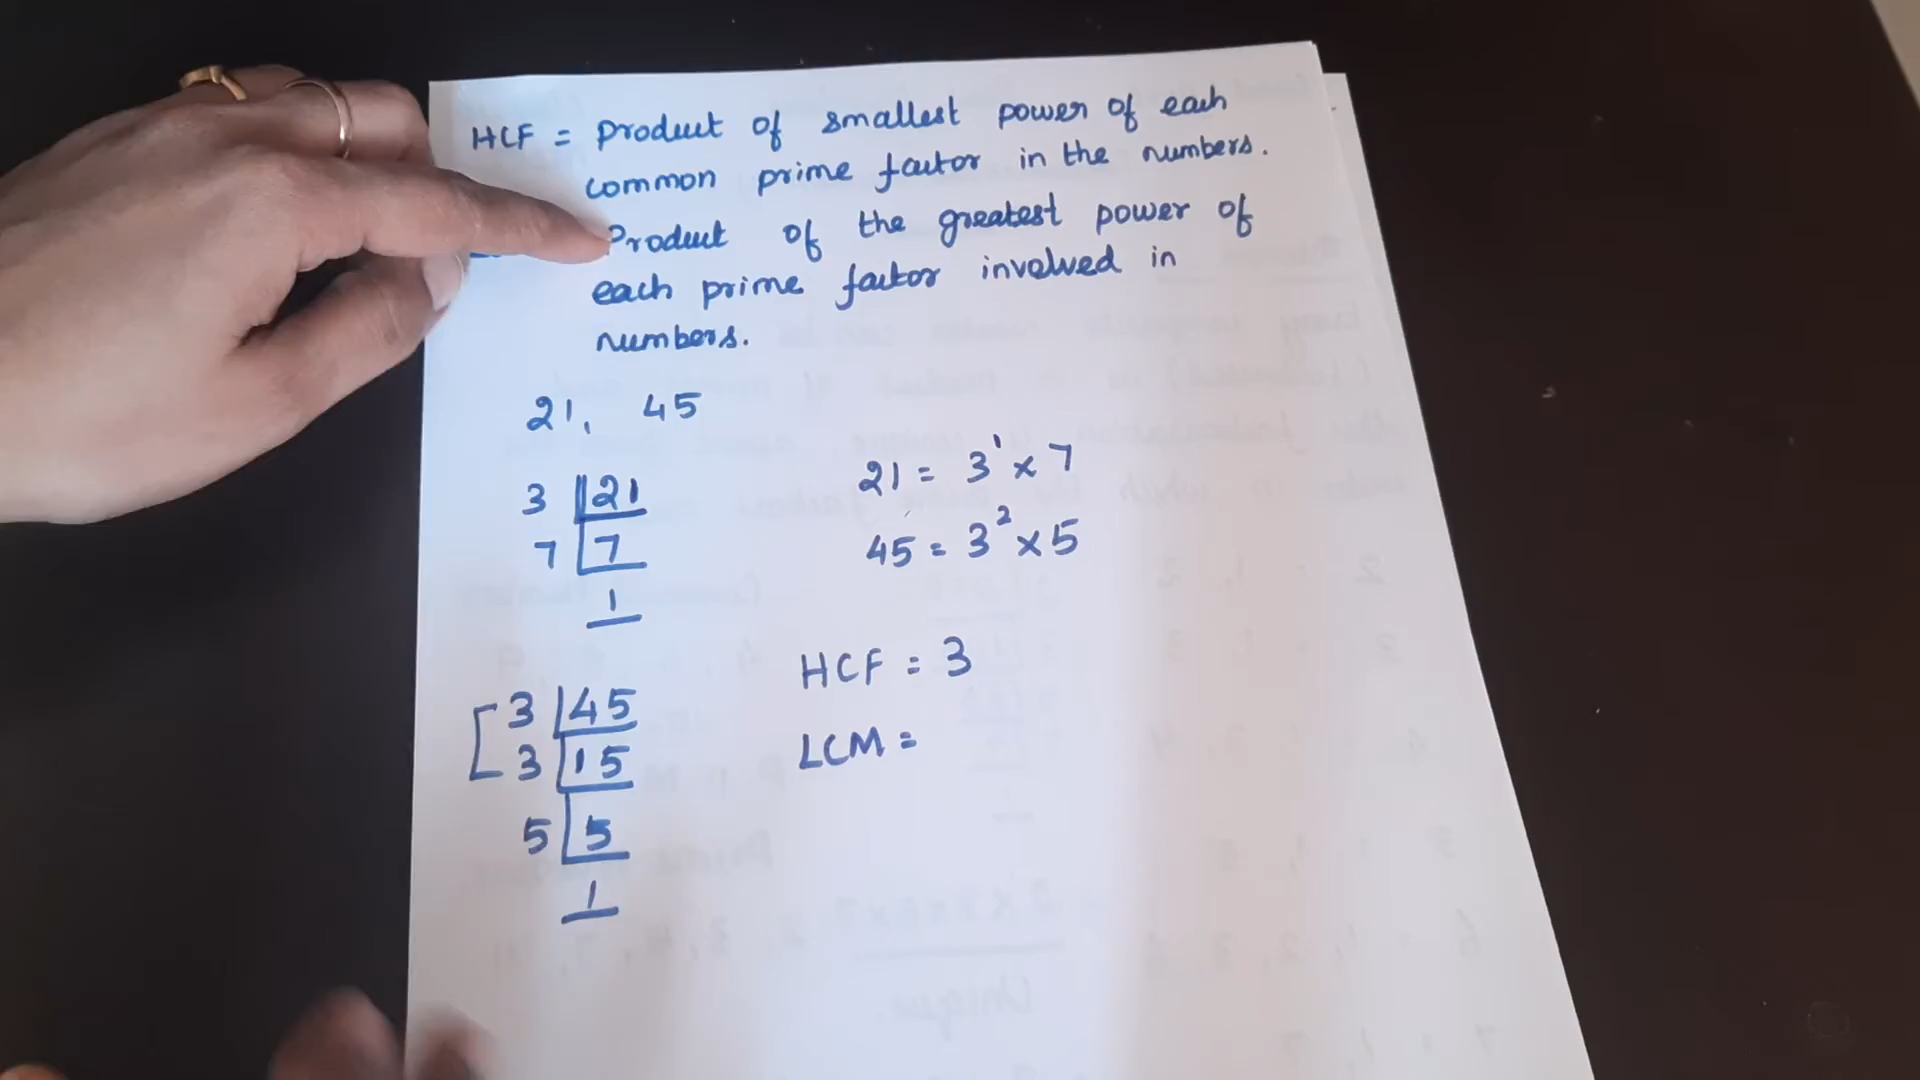 HCF = Product of smallest power of each
common prime factor in the numbers.
Product of the greatest power of
each prime factor involved in
numbers.
21, 45
3 21
7 7
1
21 = 3¹ × 7
45 = 3² × 5
3 45
3 15
5 5
1
HCF = 3
LCM =